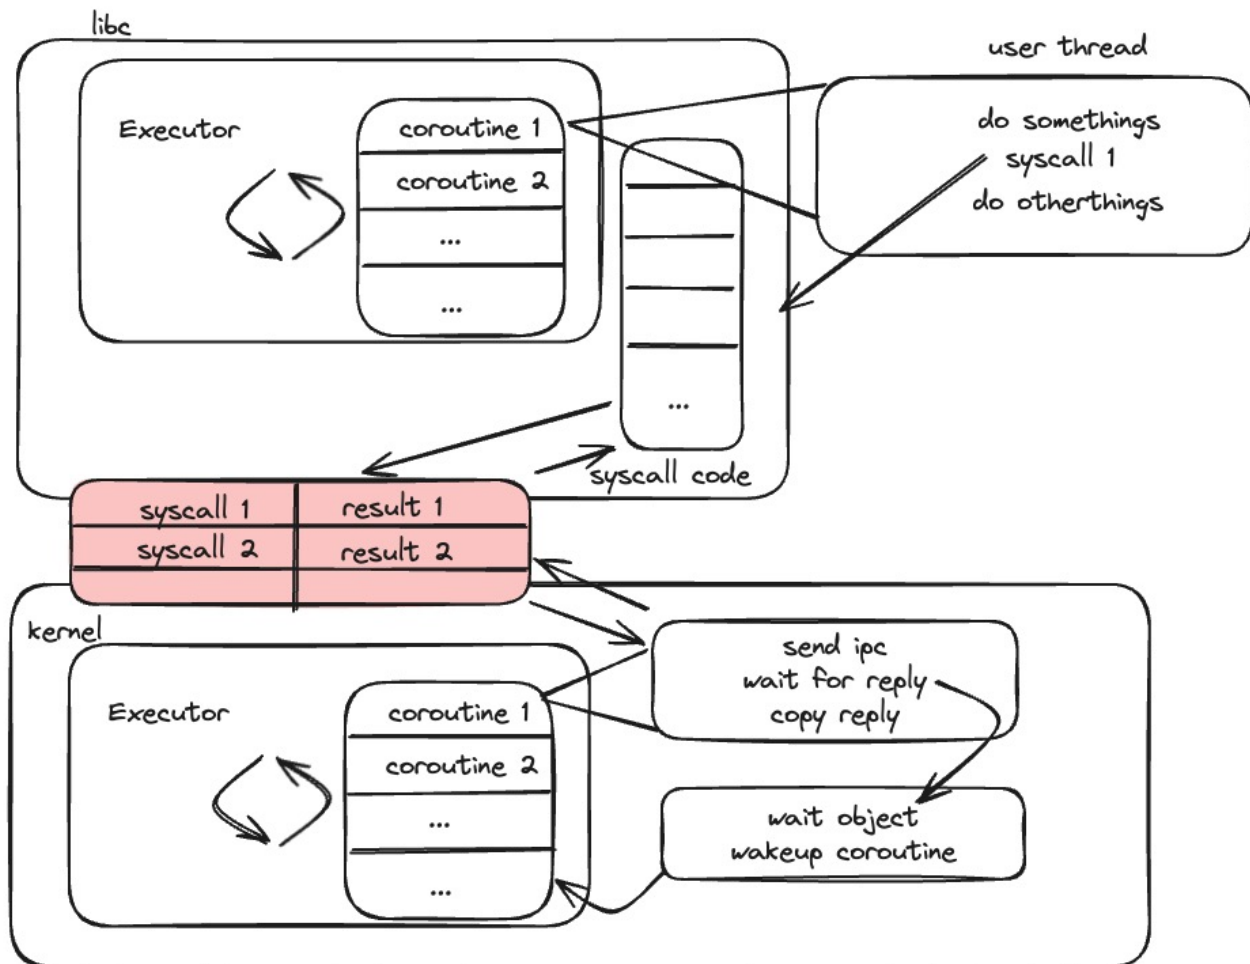 libc
user thread
Executor
coroutine 1
coroutine 2
...
...
do somethings
syscall 1
do otherthings
...
syscall code
syscall 1
result 1
syscall 2
result 2
kernel
Executor
coroutine 1
coroutine 2
...
...
send ipc
wait for reply
copy reply
wait object
wakeup coroutine